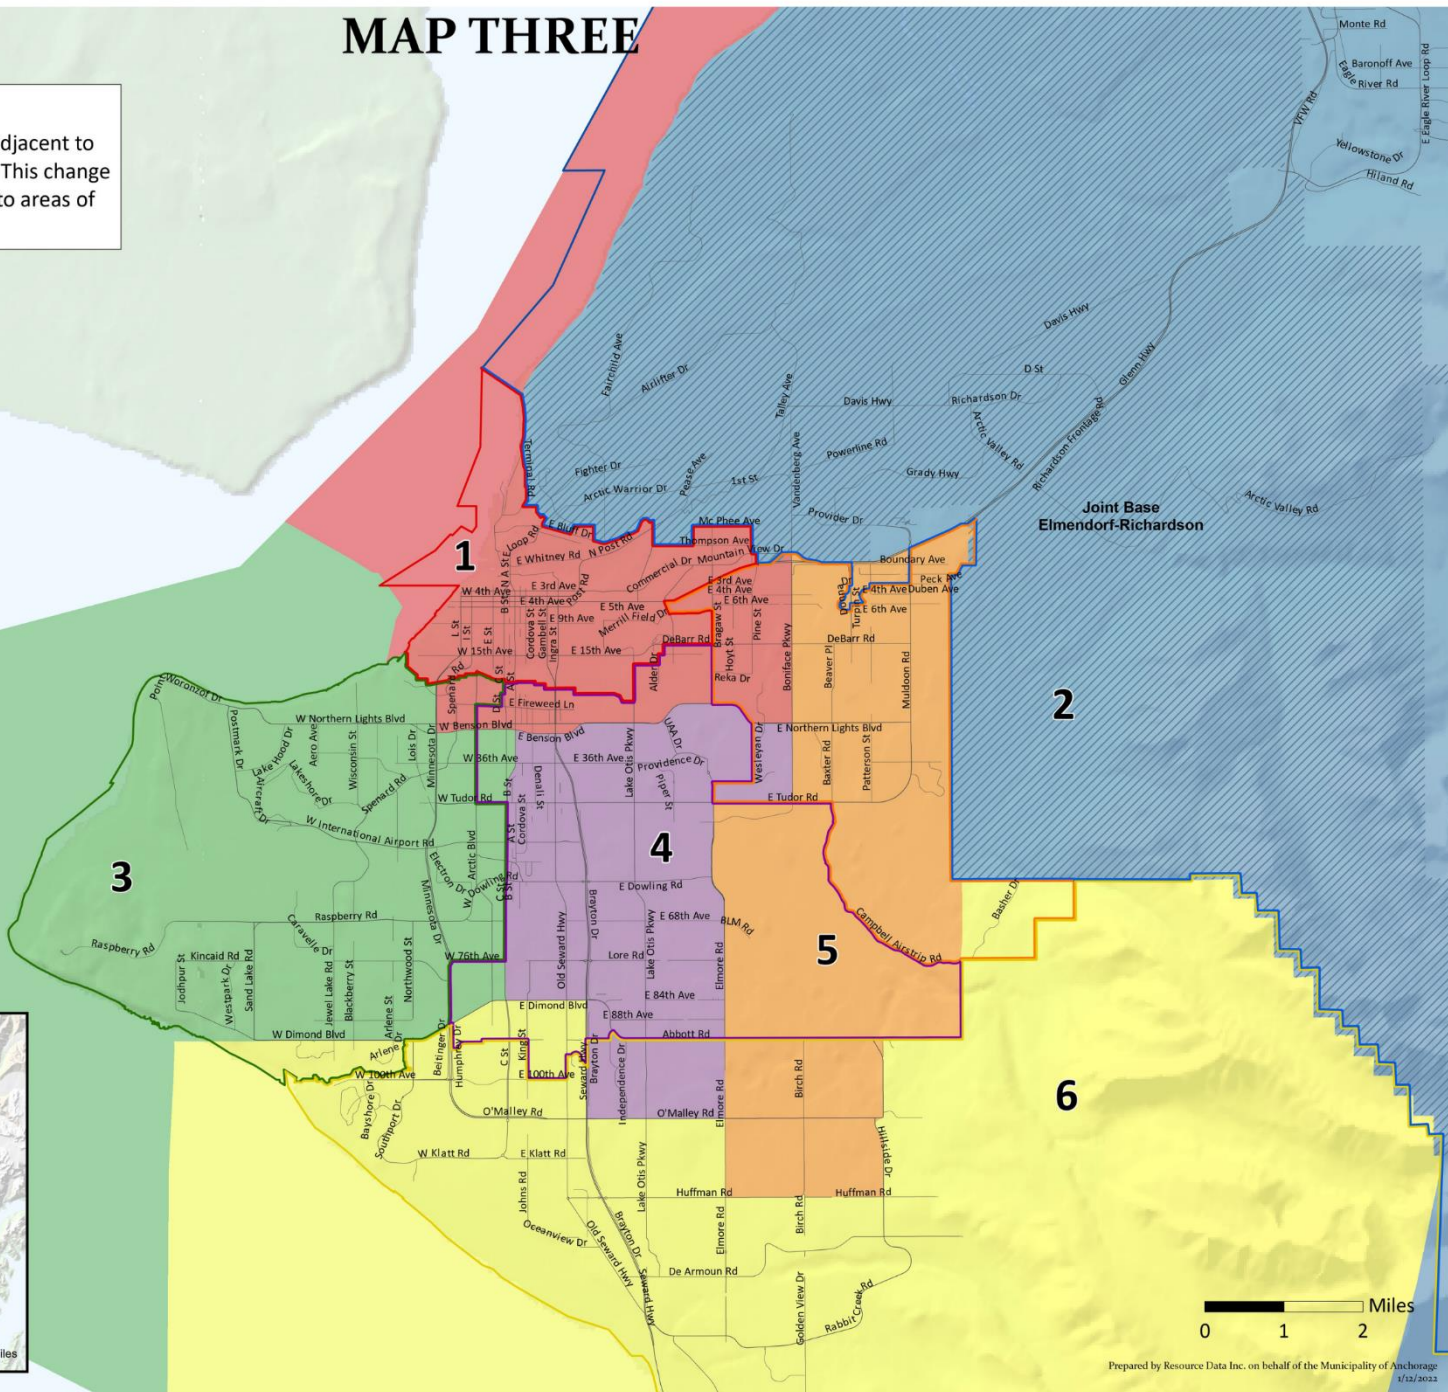 MAP THREE
djacent to
This change
to areas of
Monte Rd
Baronoff Ave
Eagle River Rd
E Eagle River Loop Rd
VFW Rd
Yellowstone Dr
Hiland Rd
Davis Hwy
Glenn Hwy
D St
Fairchild Ave
Airlifter Dr
Talley Ave
Davis Hwy
Richardson Dr
Arctic Valley Rd
Richardson Frontage Rd
Powerline Rd
Vandenberg Ave
Terminal Rd
Fighter Dr
Arctic Warrior Dr
Pease Ave
1st St
Grady Hwy
Arctic Valley Rd
Joint Base
Elmendorf-Richardson
Provider Dr
Mc Phee Ave
E Bluff Dr
E Loop Rd
N Post Rd
Thompson Ave
Mountain View Dr
Commercial Dr
Boundary Ave
1
E Whitney Rd
W 4th Ave
N A St
B St
E 3rd Ave
E 4th Ave
Post Rd
E 5th Ave
E 9th Ave
Merrill Field Dr
E 3rd Ave
E 4th Ave
E 6th Ave
Peck Ave
E 4th Ave
Duben Ave
Turpin St
E 6th Ave
L St
I St
E St
Cordova St
Gambell St
Ingra St
W 15th Ave
E 15th Ave
DeBarr Rd
Bragaw St
Hoyt St
Pine St
Boniface Pkwy
Beaver Pl
DeBarr Rd
Muldoon Rd
Spenard Rd
A St
Alder Dr
Reka Dr
2
E Fireweed Ln
Point Woronzof Dr
W Northern Lights Blvd
W Benson Blvd
E Benson Blvd
E Northern Lights Blvd
Postmark Dr
Lake Hood Dr
Aero Ave
Wisconsin St
Lois Dr
Minnesota Dr
W 36th Ave
E 36th Ave
Lake Otis Pkwy
UAA Dr
Providence Dr
Piper St
Wesleyan Dr
Baxter Rd
Patterson St
Lakeshore Dr
Aircraft Dr
Spenard Rd
W Tudor Rd
B St
Denali St
Cordova St
A St
E Tudor Rd
W International Airport Rd
Electron Dr
Arctic Blvd
W Dowling Rd
C St
B St
4
3
E Dowling Rd
Basher Dr
Raspberry Rd
Raspberry Rd
Caravelle Dr
Minnesota Dr
Old Seward Hwy
Brayton Dr
E 68th Ave
Lake Otis Pkwy
BLM Rd
Campbell Airstrip Rd
5
Jodhpur St
Kincaid Rd
Westpark Dr
Sand Lake Rd
Jewel Lake Rd
Blackberry St
Northwood St
W 76th Ave
Lore Rd
Elmore Rd
E 84th Ave
E 88th Ave
Arlene St
W Dimond Blvd
E Dimond Blvd
Abbott Rd
Arlene Dr
Beitinger Dr
Humphrey Dr
C St
King St
Seward Hwy
Brayton Dr
Independence Dr
W 100th Ave
E 100th Ave
Birch Rd
6
Bayshore Dr
Southport Dr
O'Malley Rd
O'Malley Rd
Elmore Rd
Hillside Dr
W Klatt Rd
E Klatt Rd
Johns Rd
Lake Otis Pkwy
Huffman Rd
Huffman Rd
Oceanview Dr
Old Seward Hwy
Brayton Dr
Elmore Rd
Birch Rd
De Armoun Rd
Seward Hwy
Golden View Dr
Rabbit Creek Rd
Miles
0 1 2
iles
Prepared by Resource Data Inc. on behalf of the Municipality of Anchorage
1/12/2022